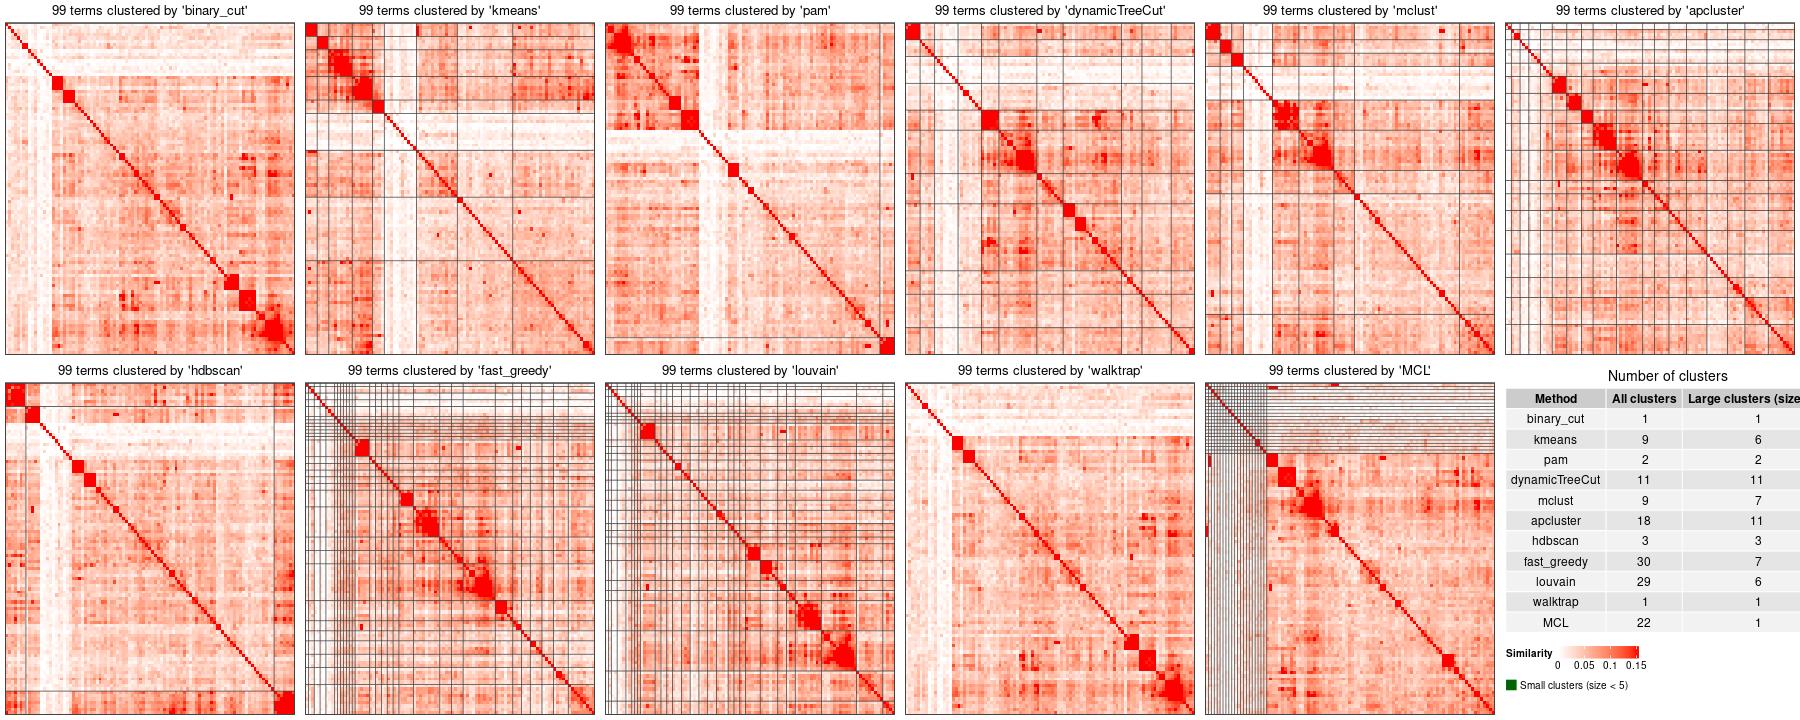 99 terms clustered by 'binary_cut'
99 terms clustered by 'kmeans'
99 terms clustered by 'pam'
99 terms clustered by 'dynamicTreeCut'
99 terms clustered by 'mclust'
99 terms clustered by 'apcluster'
99 terms clustered by 'hdbscan'
99 terms clustered by 'fast_greedy'
99 terms clustered by 'louvain'
99 terms clustered by 'walktrap'
99 terms clustered by 'MCL'
Number of clusters
Method All clusters Large clusters (size
binary_cut 1 1
kmeans 9 6
pam 2 2
dynamicTreeCut 11 11
mclust 9 7
apcluster 18 11
hdbscan 3 3
fast_greedy 30 7
louvain 29 6
walktrap 1 1
MCL 22 1
Similarity
0 0.05 0.1 0.15
Small clusters (size < 5)